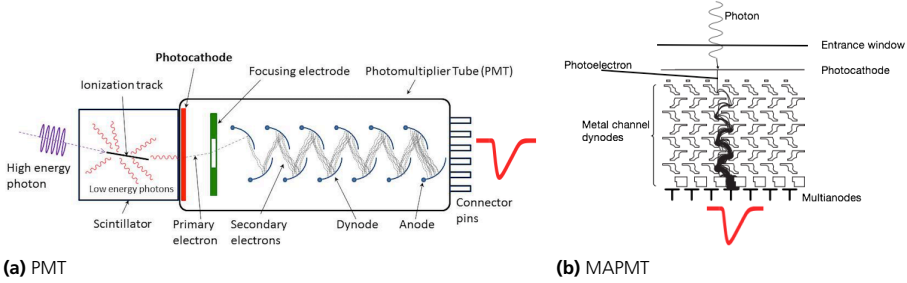 Photocathode
Focusing electrode
Ionization track
Photomultiplier Tube (PMT)
High energy
photon
Low energy photons
Scintillator
Primary
electron
Secondary
electrons
Dynode
Anode
Connector
pins
(a) PMT
Photon
Entrance window
Photoelectron
Photocathode
Metal channel
dynodes
Multianodes
(b) MAPMT